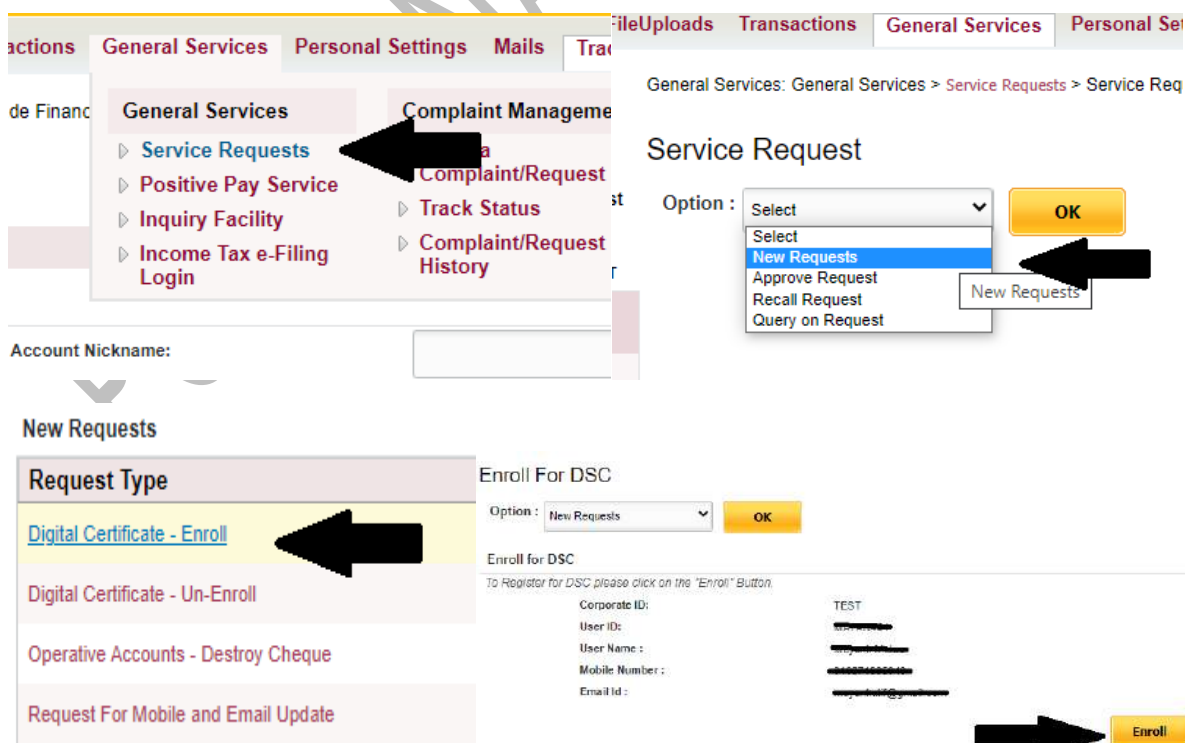 actions General Services Personal Settings Mails Trac
de Financ
General Services
Service Requests
Positive Pay Service
Inquiry Facility
Income Tax e-Filing
Login
Complaint Manageme
Complaint/Request
Track Status
Complaint/Request
History
Account Nickname:
FileUploads Transactions General Services Personal Set
General Services: General Services > Service Requests > Service Req
Service Request
st
Option : Select OK
Select
New Requests
Approve Request
Recall Request
Query on Request
New Requests
New Requests
Request Type
Digital Certificate - Enroll
Digital Certificate - Un-Enroll
Operative Accounts - Destroy Cheque
Request For Mobile and Email Update
Enroll For DSC
Option : New Requests OK
Enroll for DSC
To Register for DSC please click on the "Enroll" Button.
Corporate ID: TEST
User ID:
User Name :
Mobile Number :
Email Id :
Enroll